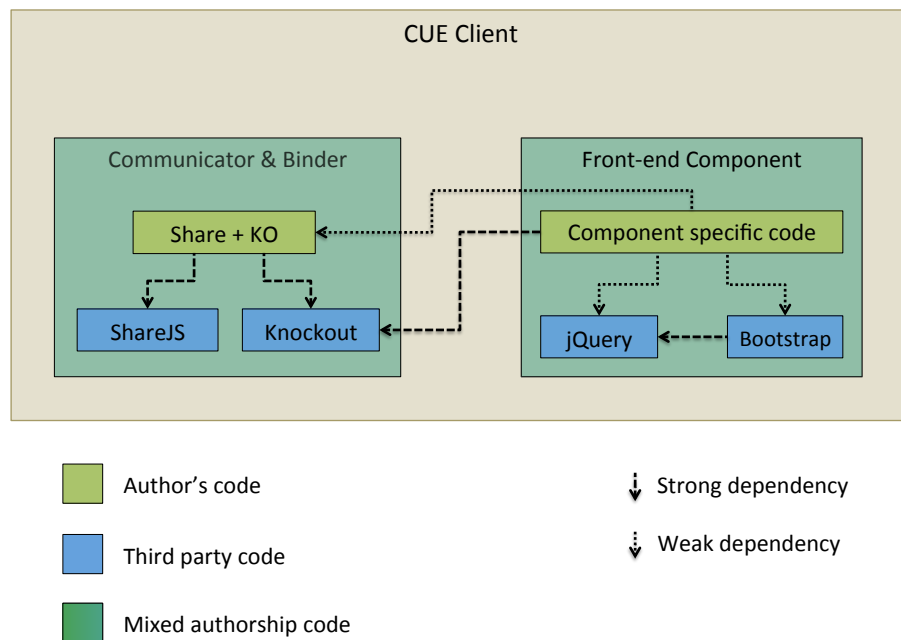 CUE Client
Communicator & Binder
Front-end Component
Share + KO
Component specific code
ShareJS
Knockout
jQuery
Bootstrap
Author's code
Strong dependency
Third party code
Weak dependency
Mixed authorship code